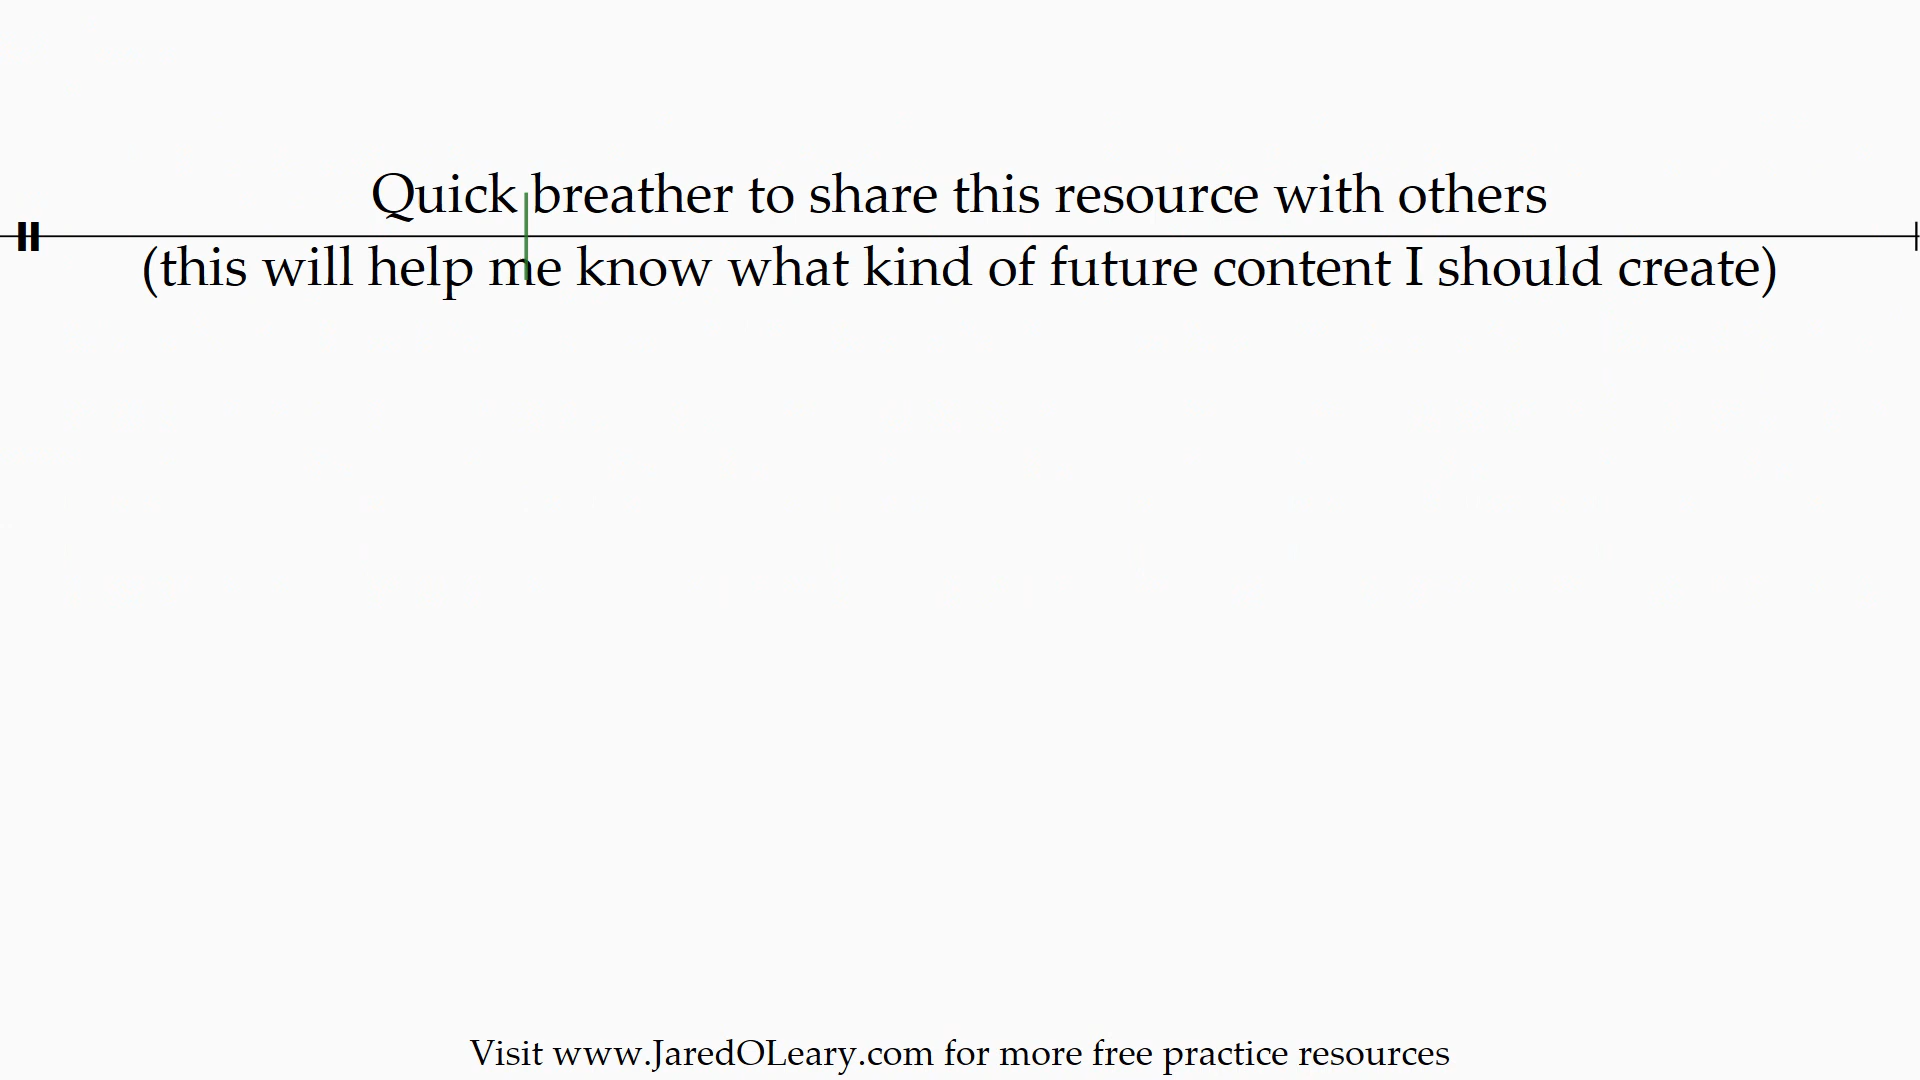 Quick breather to share this resource with others
(this will help me know what kind of future content I should create)
Visit www.JaredOLeary.com for more free practice resources